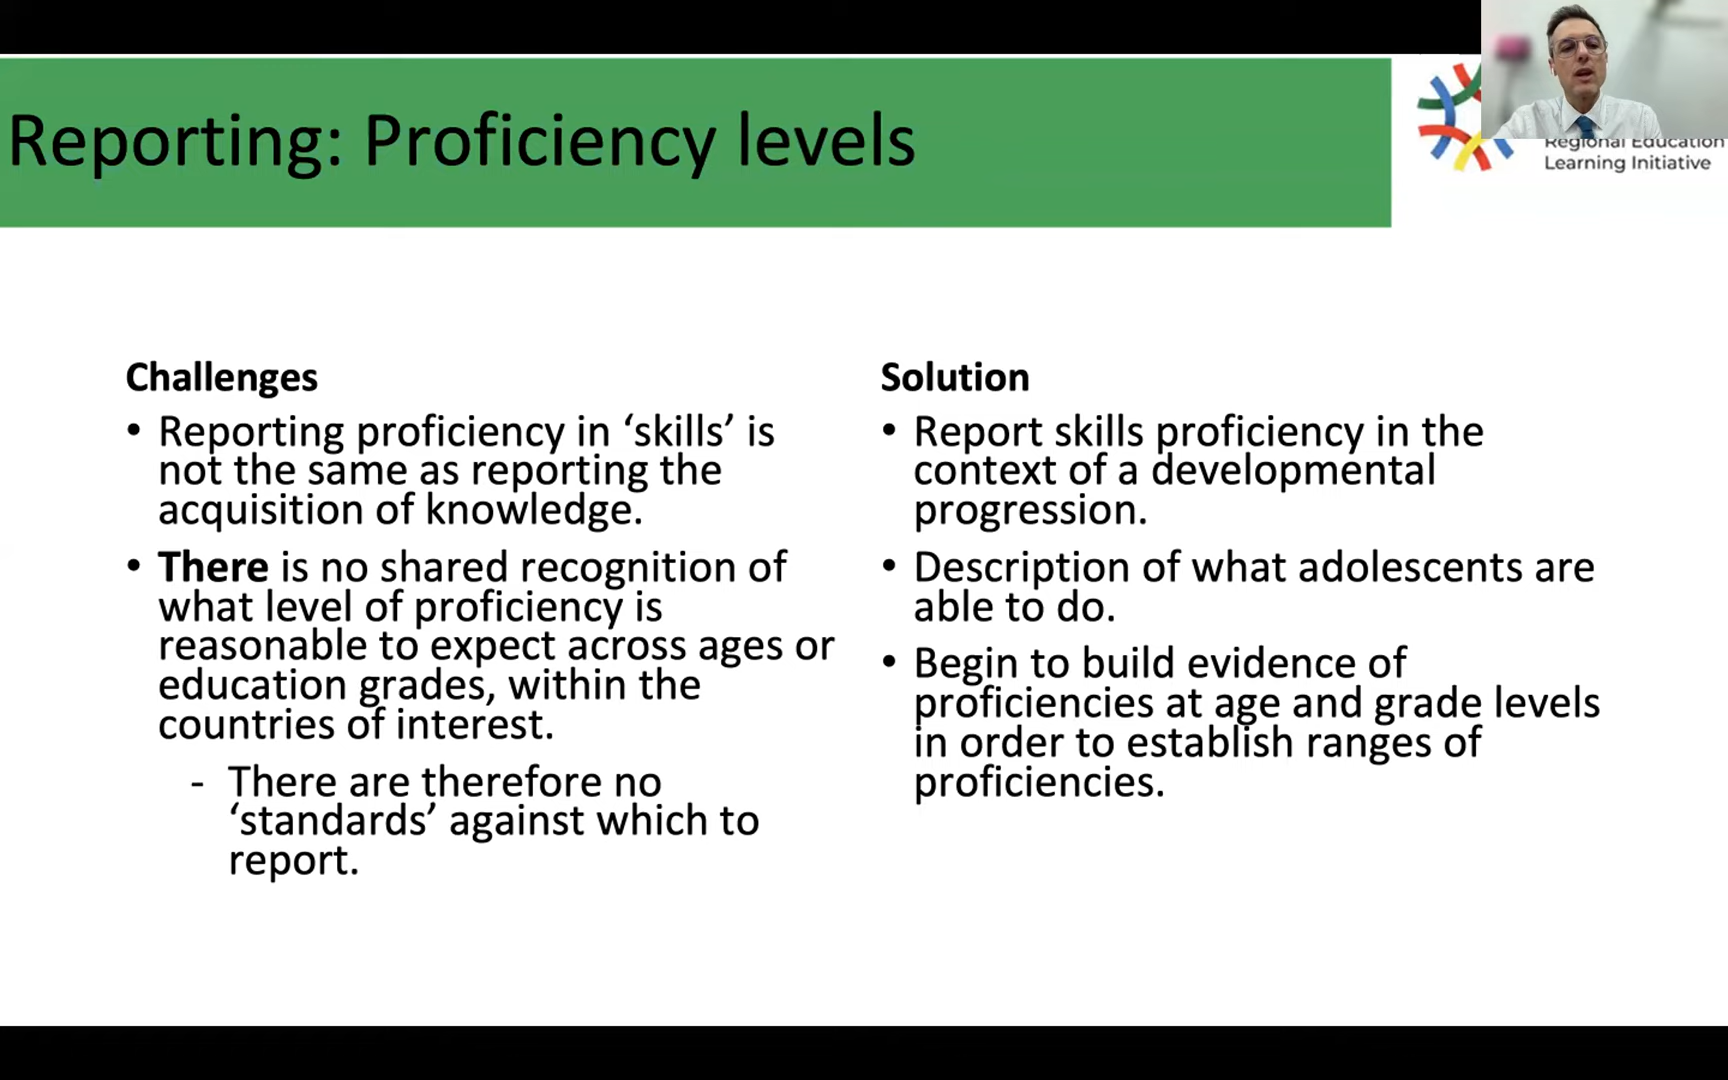 Reporting: Proficiency levels
Regional Education
Learning Initiative
Challenges
• Reporting proficiency in ‘skills’ is
not the same as reporting the
acquisition of knowledge.
• There is no shared recognition of
what level of proficiency is
reasonable to expect across ages or
education grades, within the
countries of interest.
- There are therefore no
‘standards’ against which to
report.
Solution
• Report skills proficiency in the
context of a developmental
progression.
• Description of what adolescents are
able to do.
• Begin to build evidence of
proficiencies at age and grade levels
in order to establish ranges of
proficiencies.